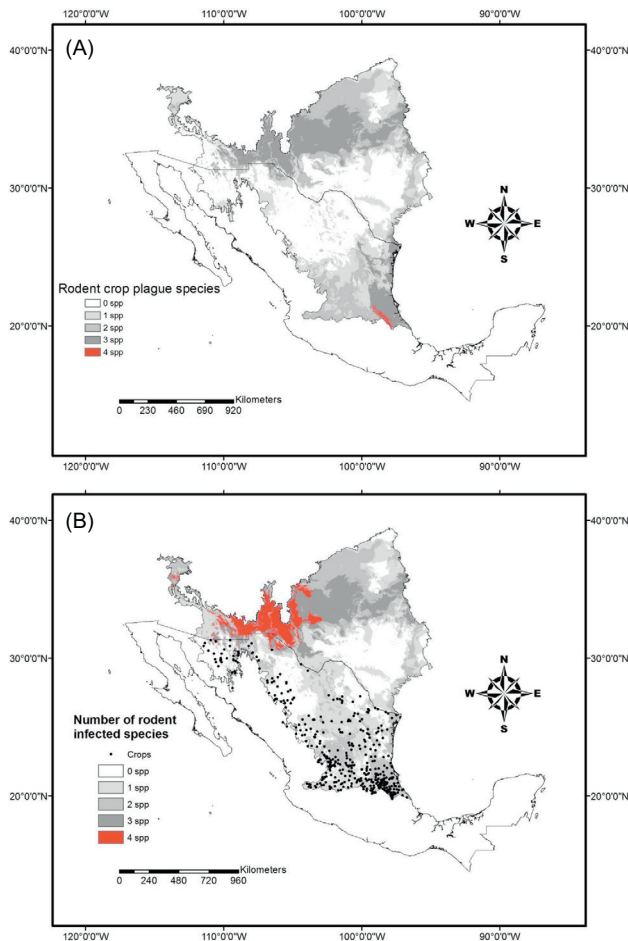 120°0'0"W 110°0'0"W 100°0'0"W 90°0'0"W
(A)
40°0'0"N 40°0'0"N
30°0'0"N 30°0'0"N
20°0'0"N 20°0'0"N
N
W E
S
Rodent crop plague species
0 spp
1 spp
2 spp
3 spp
4 spp
Kilometers
0 230 460 690 920
120°0'0"W 110°0'0"W 100°0'0"W 90°0'0"W
120°0'0"W 110°0'0"W 100°0'0"W 90°0'0"W
(B)
40°0'0"N 40°0'0"N
30°0'0"N 30°0'0"N
20°0'0"N 20°0'0"N
N
W E
S
Number of rodent
infected species
Crops
0 spp
1 spp
2 spp
3 spp
4 spp
Kilometers
0 240 480 720 960
120°0'0"W 110°0'0"W 100°0'0"W 90°0'0"W